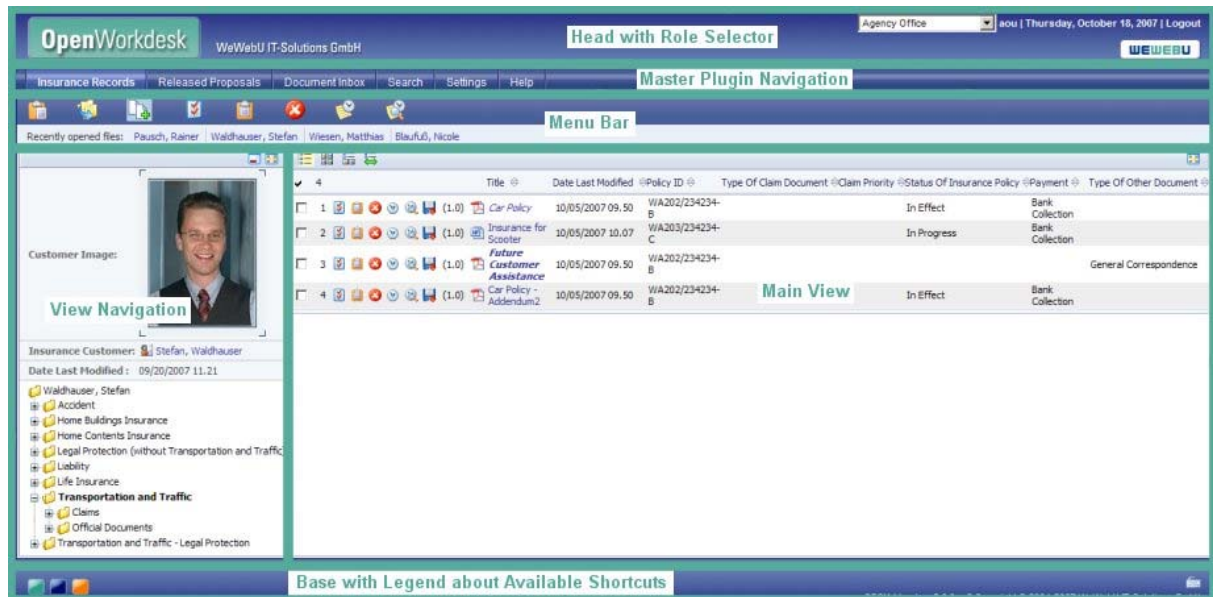 OpenWorkdesk WeWebU IT-Solutions GmbH
Head with Role Selector
Agency Office aou | Thursday, October 18, 2007 | Logout
WEWEBU
Insurance Records Released Proposals Document Inbox Search Settings Help
Master Plugin Navigation
Menu Bar
Recently opened files: Pausch, Rainer Waldhauser, Stefan Wiesen, Matthias Blaufuß, Nicole
Customer Image:
View Navigation
Insurance Customer: Stefan, Waldhauser
Date Last Modified : 09/20/2007 11.21
Waldhauser, Stefan
Accident
Home Buildings Insurance
Home Contents Insurance
Legal Protection (without Transportation and Traffic)
Liability
Life Insurance
Transportation and Traffic
Claims
Official Documents
Transportation and Traffic - Legal Protection
4 Title Date Last Modified Policy ID Type Of Claim Document Claim Priority Status Of Insurance Policy Payment Type Of Other Document
1 (1.0) Car Policy 10/05/2007 09.50 WA202/234234-B In Effect Bank Collection
2 (1.0) Insurance for Scooter 10/05/2007 10.07 WA203/234234-C In Progress Bank Collection
3 (1.0) Future Customer Assistance 10/05/2007 09.50 WA202/234234-B General Correspondence
4 (1.0) Car Policy - Addendum2 10/05/2007 09.50 WA202/234234-B In Effect Bank Collection
Main View
Base with Legend about Available Shortcuts